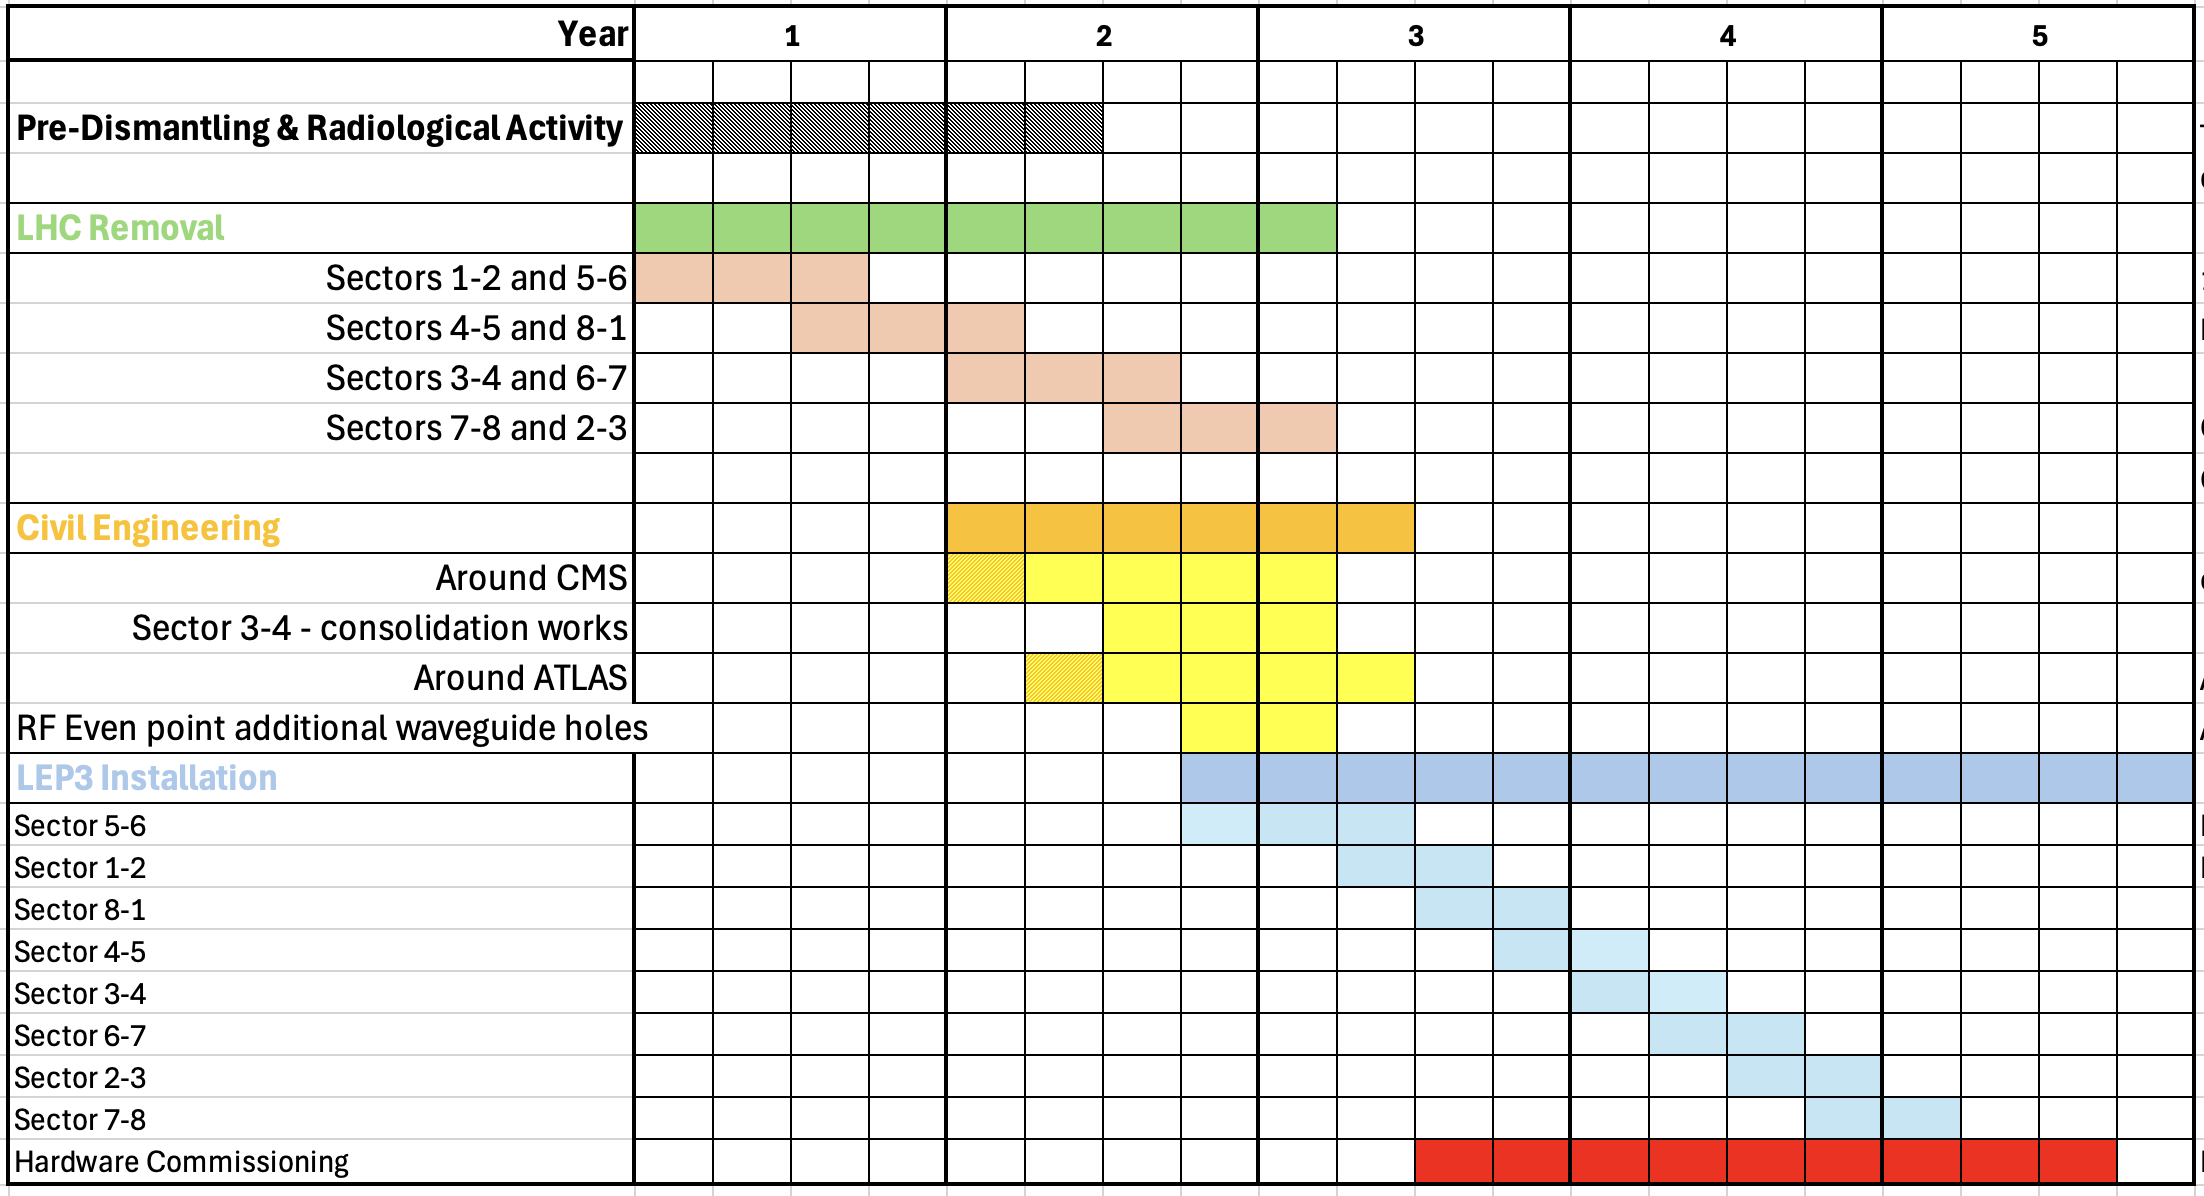 Year 1 2 3 4 5
Pre-Dismantling & Radiological Activity
LHC Removal
Sectors 1-2 and 5-6
Sectors 4-5 and 8-1
Sectors 3-4 and 6-7
Sectors 7-8 and 2-3
Civil Engineering
Around CMS
Sector 3-4 - consolidation works
Around ATLAS
RF Even point additional waveguide holes
LEP3 Installation
Sector 5-6
Sector 1-2
Sector 8-1
Sector 4-5
Sector 3-4
Sector 6-7
Sector 2-3
Sector 7-8
Hardware Commissioning